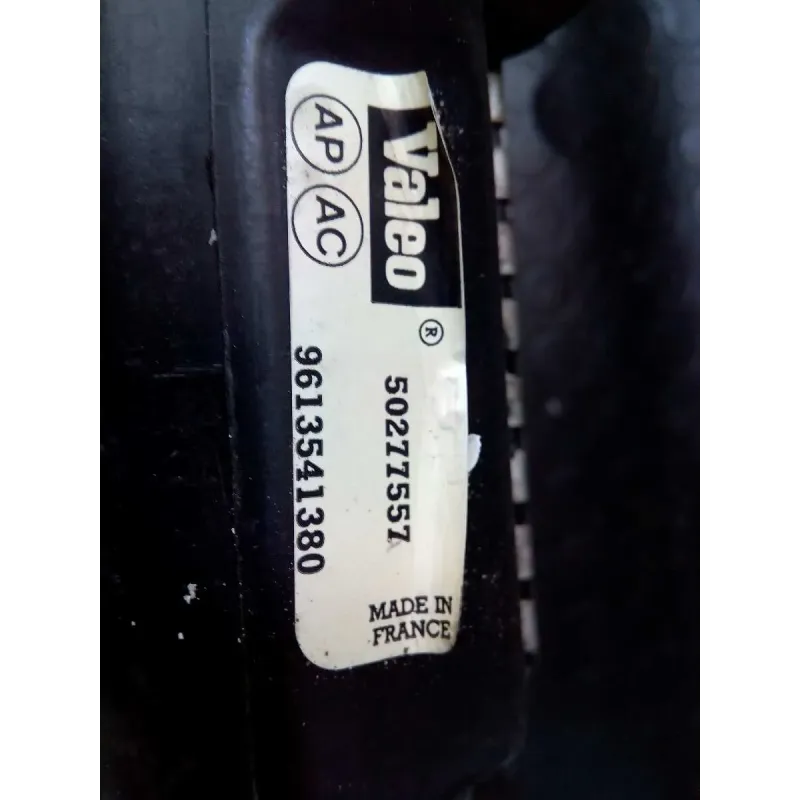 Valeo®
AP AC
50277557
9613541380
MADE IN
FRANCE